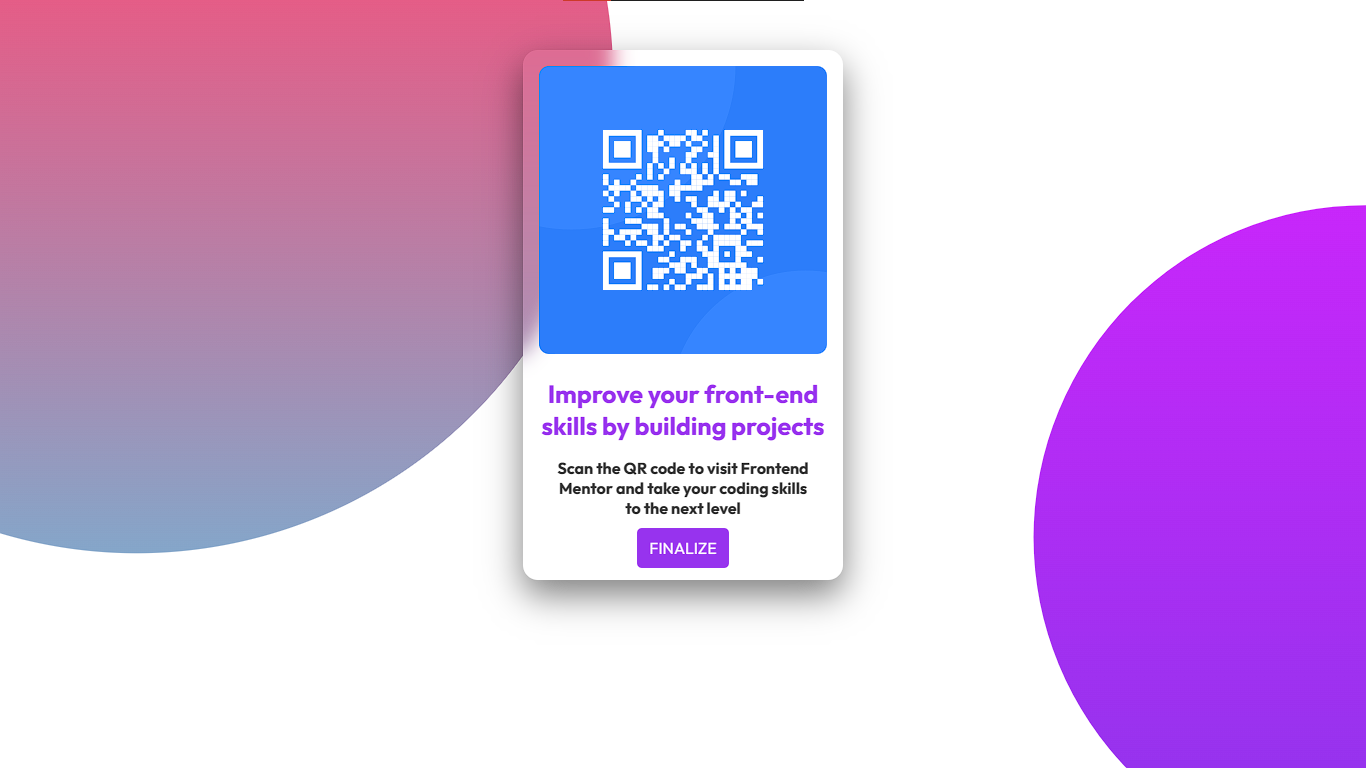 Improve your front-end
skills by building projects
Scan the QR code to visit Frontend
Mentor and take your coding skills
to the next level
FINALIZE